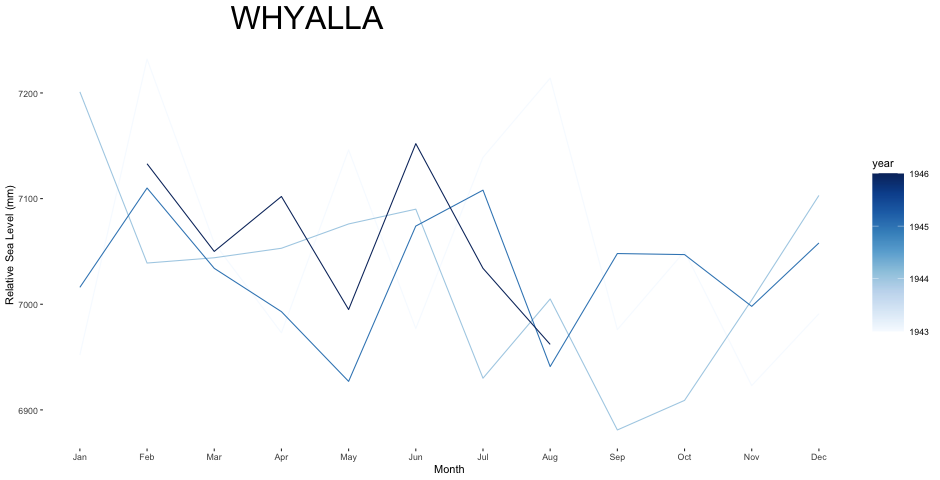 WHYALLA
Relative Sea Level (mm)
7200
7100
7000
6900
Jan Feb Mar Apr May Jun Jul Aug Sep Oct Nov Dec
Month
year
1946
1945
1944
1943